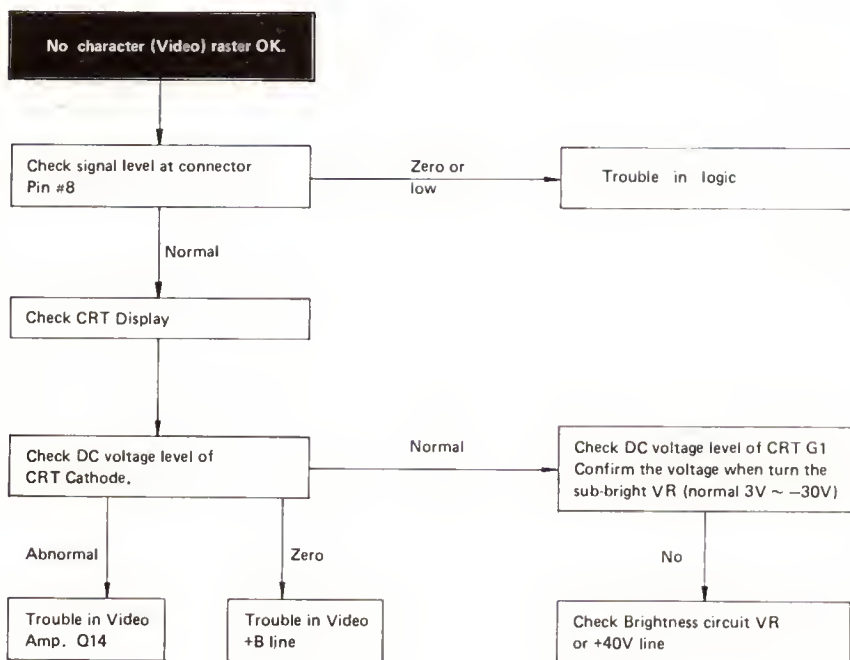 No character (Video) raster OK.
Check signal level at connector
Pin #8
Zero or
low
Trouble in logic
Normal
Check CRT Display
Check DC voltage level of
CRT Cathode.
Normal
Check DC voltage level of CRT G1
Confirm the voltage when turn the
sub-bright VR (normal 3V ~ −30V)
Abnormal
Zero
No
Trouble in Video
Amp. Q14
Trouble in Video
+B line
Check Brightness circuit VR
or +40V line